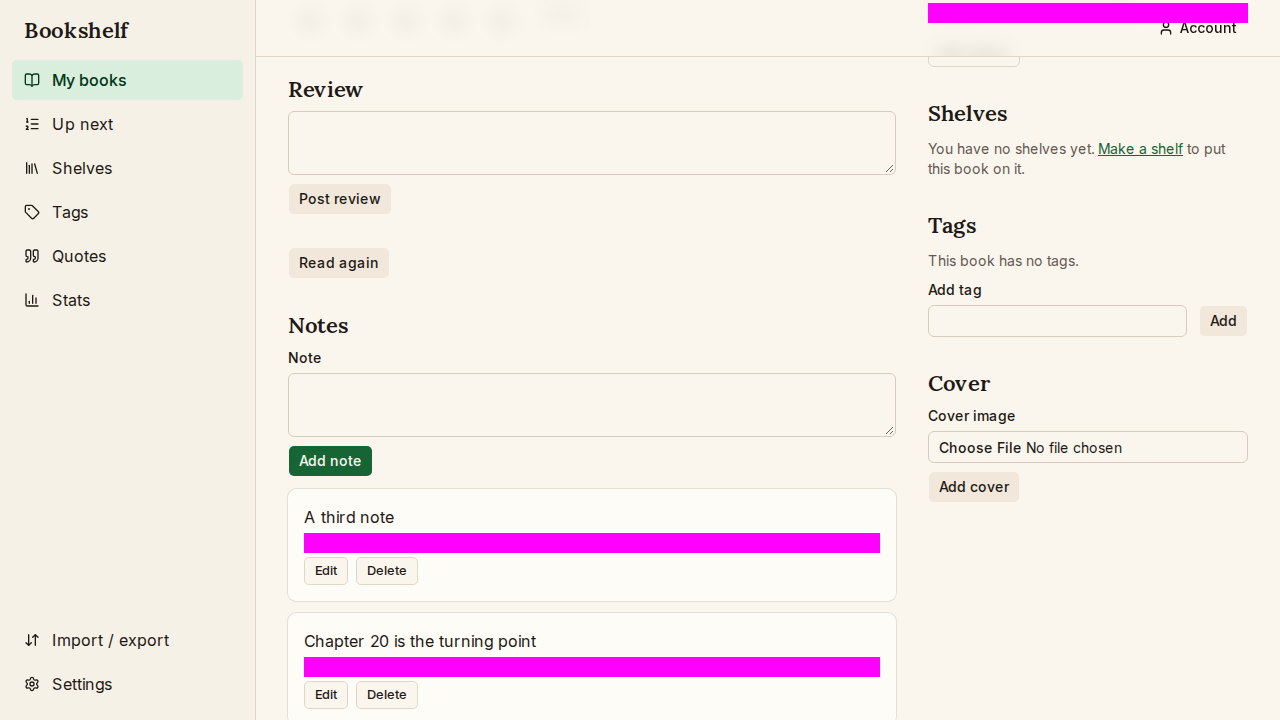 Bookshelf
My books
Up next
Shelves
Tags
Quotes
Stats
Import / export
Settings
Account
Review
Post review
Read again
Notes
Note
Add note
A third note
Edit
Delete
Chapter 20 is the turning point
Edit
Delete
Shelves
You have no shelves yet. Make a shelf to put
this book on it.
Tags
This book has no tags.
Add tag
Add
Cover
Cover image
Choose File No file chosen
Add cover